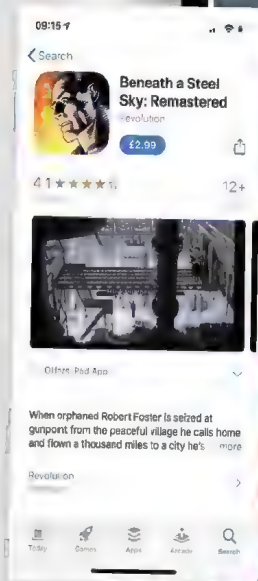 09:15
Search
Beneath a Steel
Sky: Remastered
Revolution
£2.99
4.1
12+
Offers iPad App
When orphaned Robert Foster is seized at
gunpoint from the peaceful village he calls home
and flown a thousand miles to a city he's more
Revolution
Today Games Apps Arcade Search